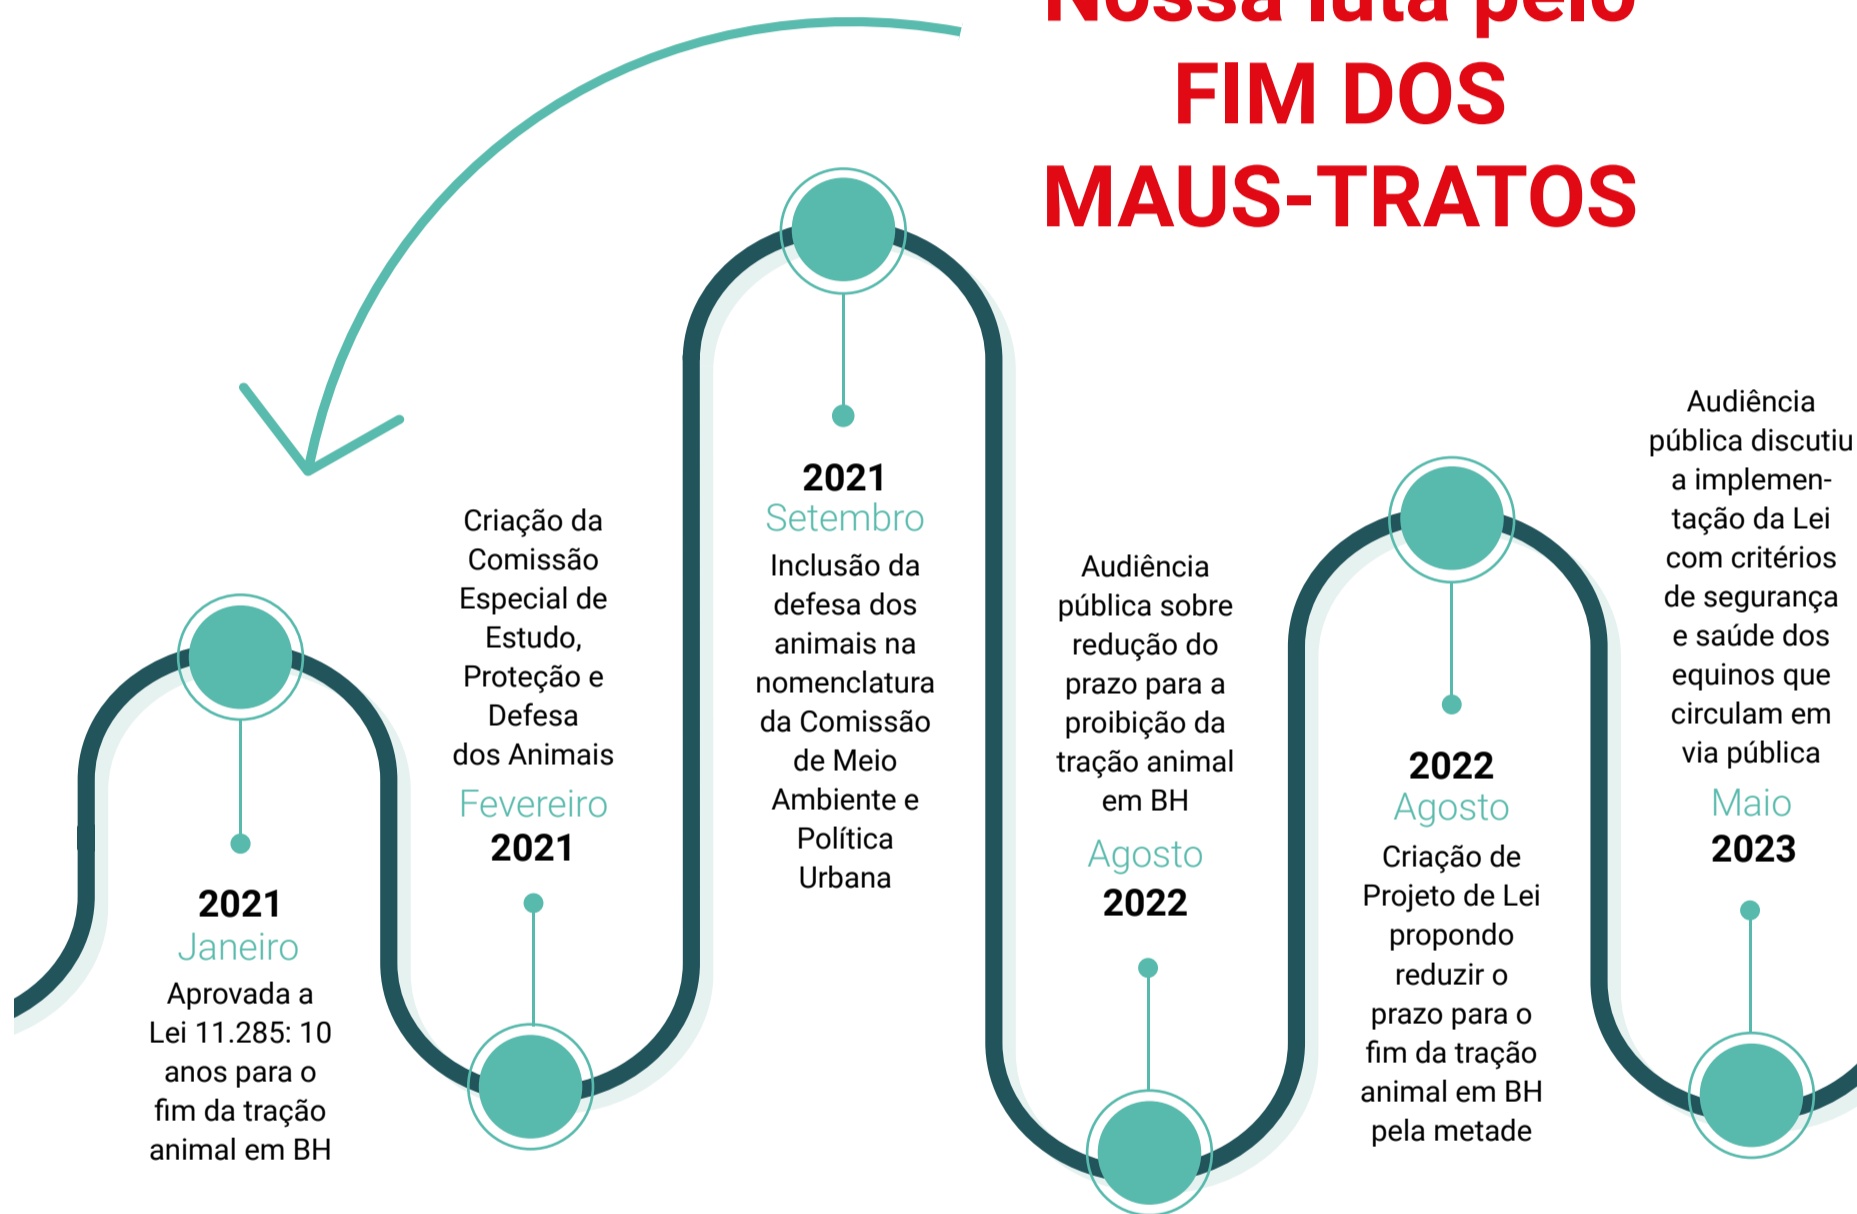 Nossa luta pelo
FIM DOS
MAUS-TRATOS
2021
Janeiro
Aprovada a
Lei 11.285: 10
anos para o
fim da tração
animal em BH
Criação da
Comissão
Especial de
Estudo,
Proteção e
Defesa
dos Animais
Fevereiro
2021
2021
Setembro
Inclusão da
defesa dos
animais na
nomenclatura
da Comissão
de Meio
Ambiente e
Política
Urbana
Audiência
pública sobre
redução do
prazo para a
proibição da
tração animal
em BH
Agosto
2022
2022
Agosto
Criação de
Projeto de Lei
propondo
reduzir o
prazo para o
fim da tração
animal em BH
pela metade
Audiência
pública discutiu
a implemen-
tação da Lei
com critérios
de segurança
e saúde dos
equinos que
circulam em
via pública
Maio
2023